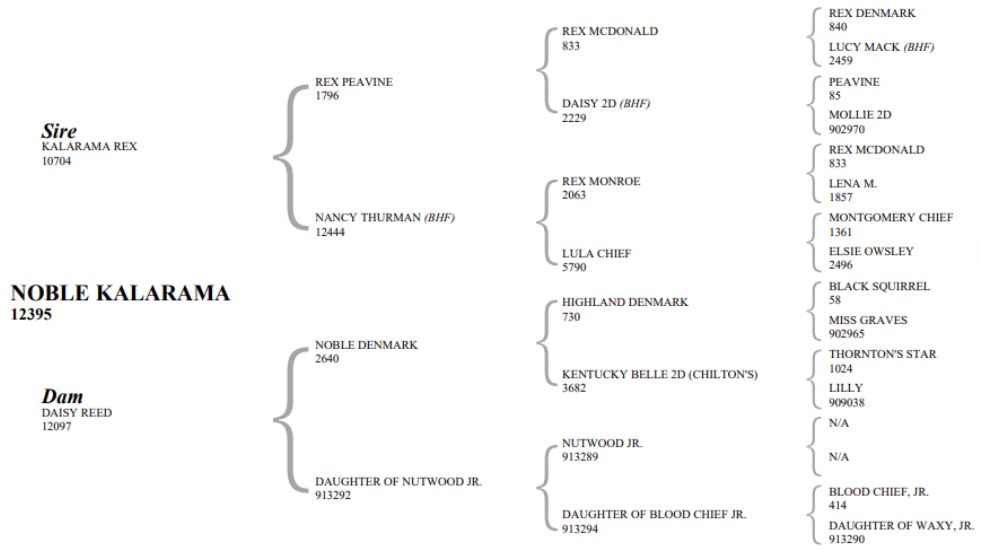 REX DENMARK
840
REX MCDONALD
833
LUCY MACK (BHF)
2459
REX PEAVINE
1796
PEAVINE
85
DAISY 2D (BHF)
2229
MOLLIE 2D
902970
Sire
KALARAMA REX
10704
REX MCDONALD
833
REX MONROE
2063
LENA M.
1857
NANCY THURMAN (BHF)
12444
MONTGOMERY CHIEF
1361
LULA CHIEF
5790
ELSIE OWSLEY
2496
NOBLE KALARAMA
12395
BLACK SQUIRREL
58
HIGHLAND DENMARK
730
MISS GRAVES
902965
NOBLE DENMARK
2640
THORNTON'S STAR
1024
KENTUCKY BELLE 2D (CHILTON'S)
3682
LILLY
909038
Dam
DAISY REED
12097
N/A
NUTWOOD JR.
913289
N/A
DAUGHTER OF NUTWOOD JR.
913292
BLOOD CHIEF, JR.
414
DAUGHTER OF BLOOD CHIEF JR.
913294
DAUGHTER OF WAXY, JR.
913290